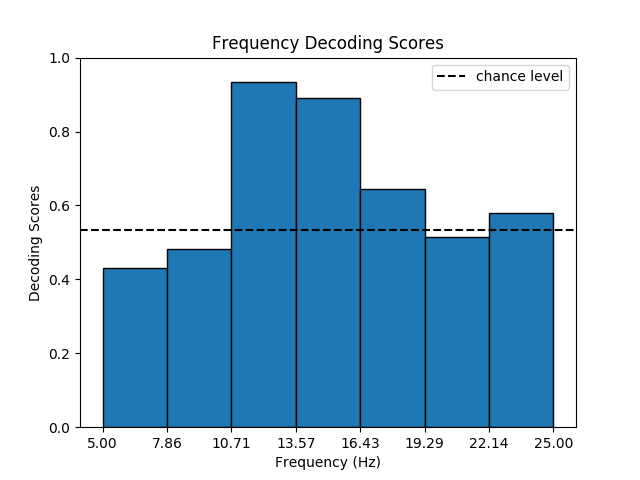 Frequency Decoding Scores
1.0
chance level
0.8
0.6
Decoding Scores
0.4
0.2
0.0
5.00 7.86 10.71 13.57 16.43 19.29 22.14 25.00
Frequency (Hz)